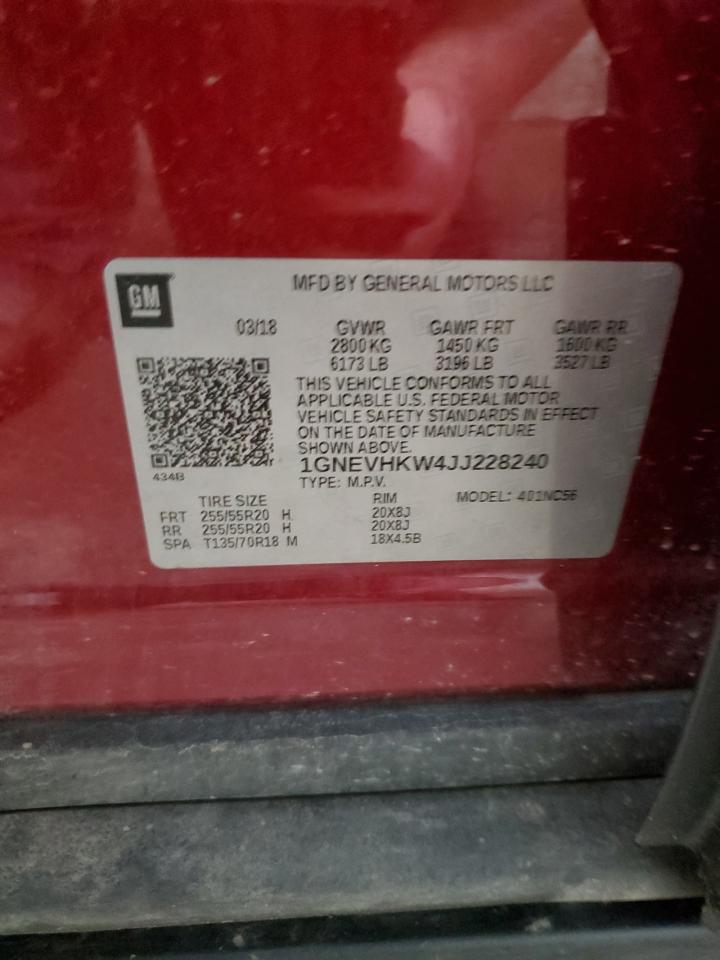 GM
MFD BY GENERAL MOTORS LLC
03/18 GVWR GAWR FRT GAWR RR
2800 KG 1450 KG 1600 KG
6173 LB 3196 LB 3527 LB
THIS VEHICLE CONFORMS TO ALL
APPLICABLE U.S. FEDERAL MOTOR
VEHICLE SAFETY STANDARDS IN EFFECT
ON THE DATE OF MANUFACTURE
SHOWN ABOVE.
1GNEVHKW4JJ228240
434B TYPE: M.P.V.
TIRE SIZE RIM MODEL: 401NC56
FRT 255/55R20 H 20X8J
RR 255/55R20 H 20X8J
SPA T135/70R18 M 18X4.5B